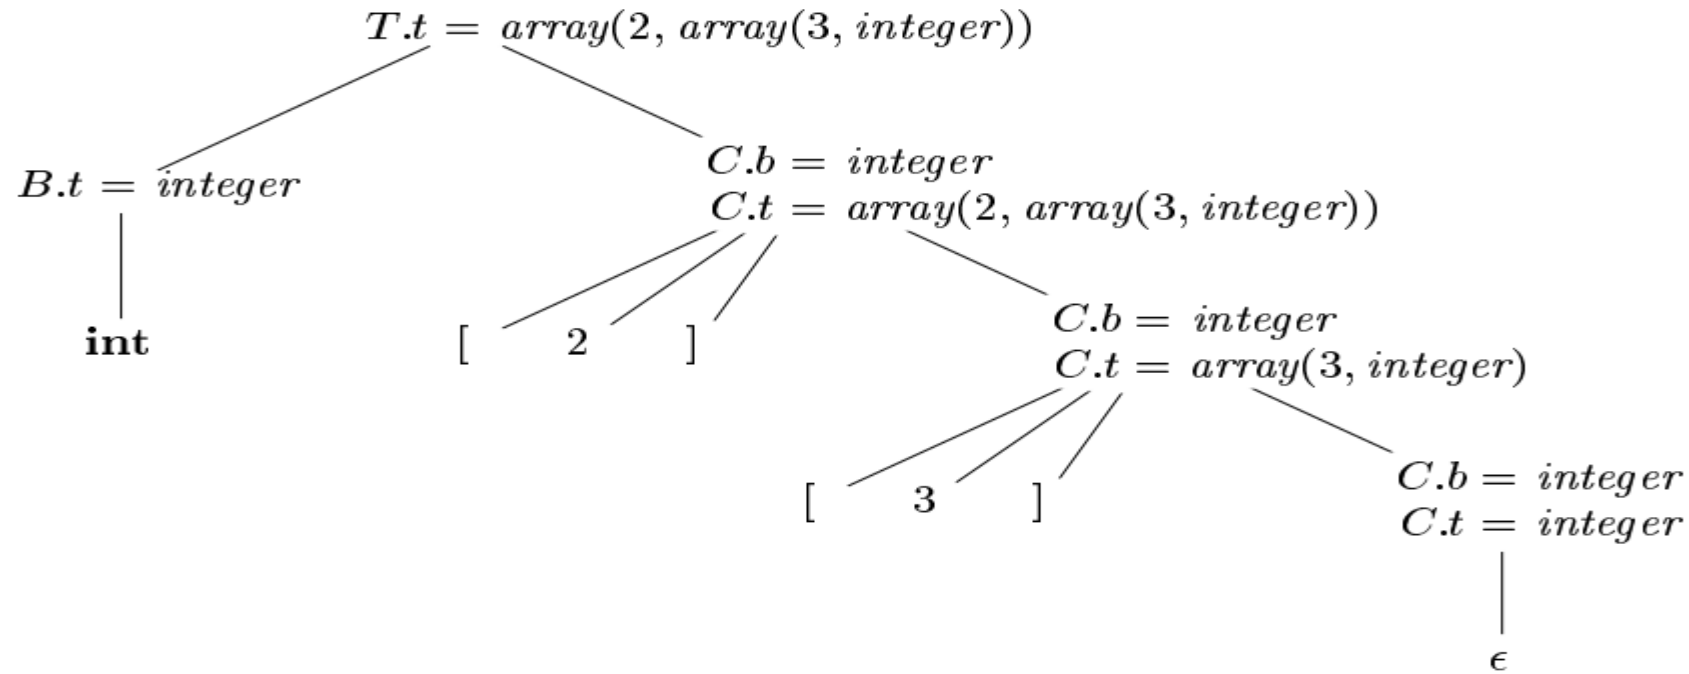 T.t = array(2, array(3, integer))
C.b = integer
B.t = integer
C.t = array(2, array(3, integer))
C.b = integer
int
[ 2 ]
C.t = array(3, integer)
C.b = integer
[ 3 ]
C.t = integer
ϵ